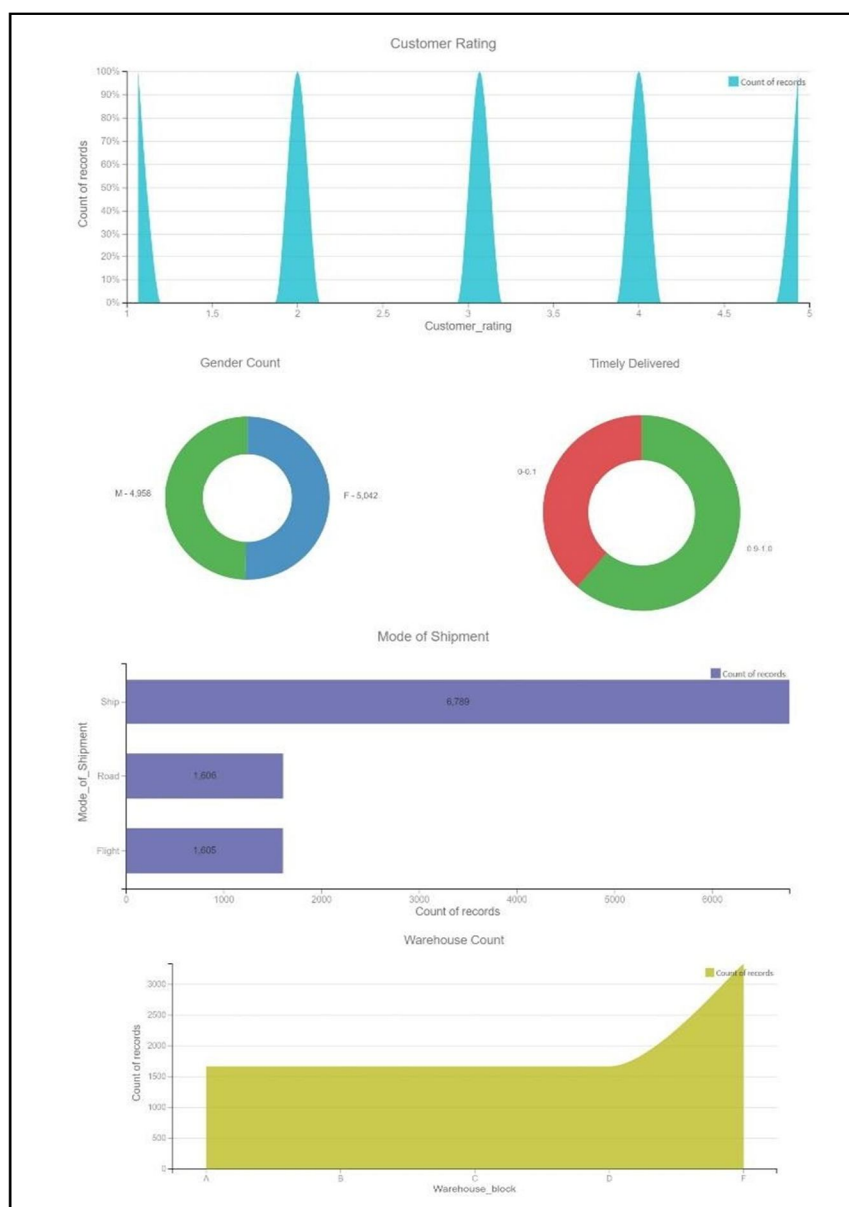 Customer Rating
100%
90%
80%
70%
60%
50%
40%
30%
20%
10%
0%
Count of records
Count of records
1
1.5
2
2.5
3
3.5
4
4.5
5
Customer_rating
Gender Count
Timely Delivered
M - 4,958
F - 5,042
0-0.1
0.9-1.0
Mode of Shipment
Count of records
Mode_of_Shipment
Ship
6,789
Road
1,606
Flight
1,605
0
1000
2000
3000
4000
5000
6000
Count of records
Warehouse Count
Count of records
Count of records
3000
2500
2000
1500
1000
500
0
A
B
C
D
F
Warehouse_block